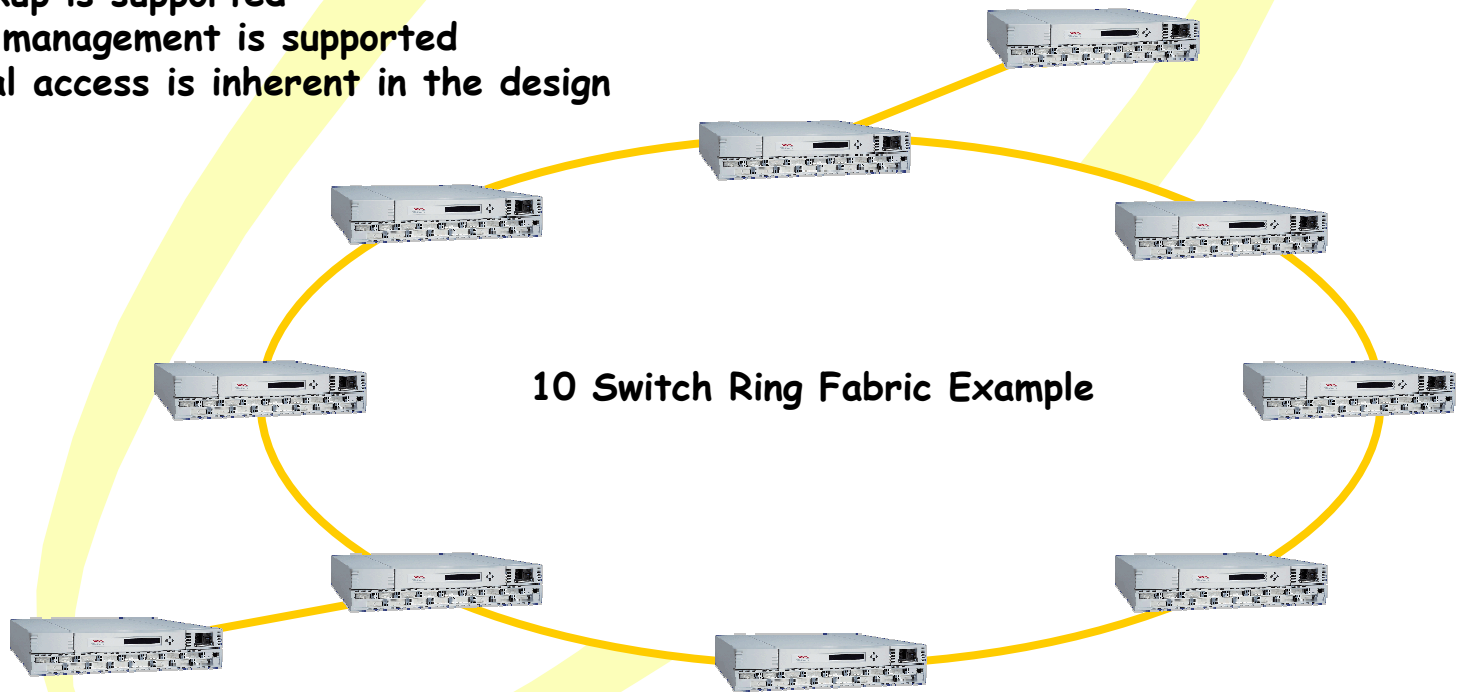 management is supported
access is inherent in the design
10 Switch Ring Fabric Example